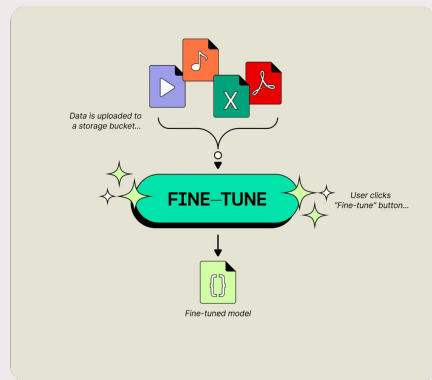 X
Data is uploaded to
a storage bucket...
FINE–TUNE
User clicks
"Fine-tune" button...
{}
Fine-tuned model